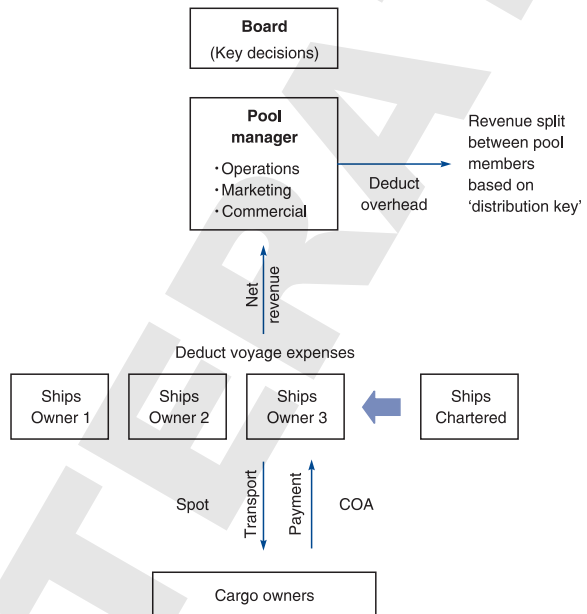 Board
(Key decisions)
Pool
manager
· Operations
· Marketing
· Commercial
Deduct
overhead
Revenue split
between pool
members
based on
‘distribution key’
Net
revenue
Deduct voyage expenses
Ships
Owner 1
Ships
Owner 2
Ships
Owner 3
Ships
Chartered
Spot
Transport
Payment
COA
Cargo owners